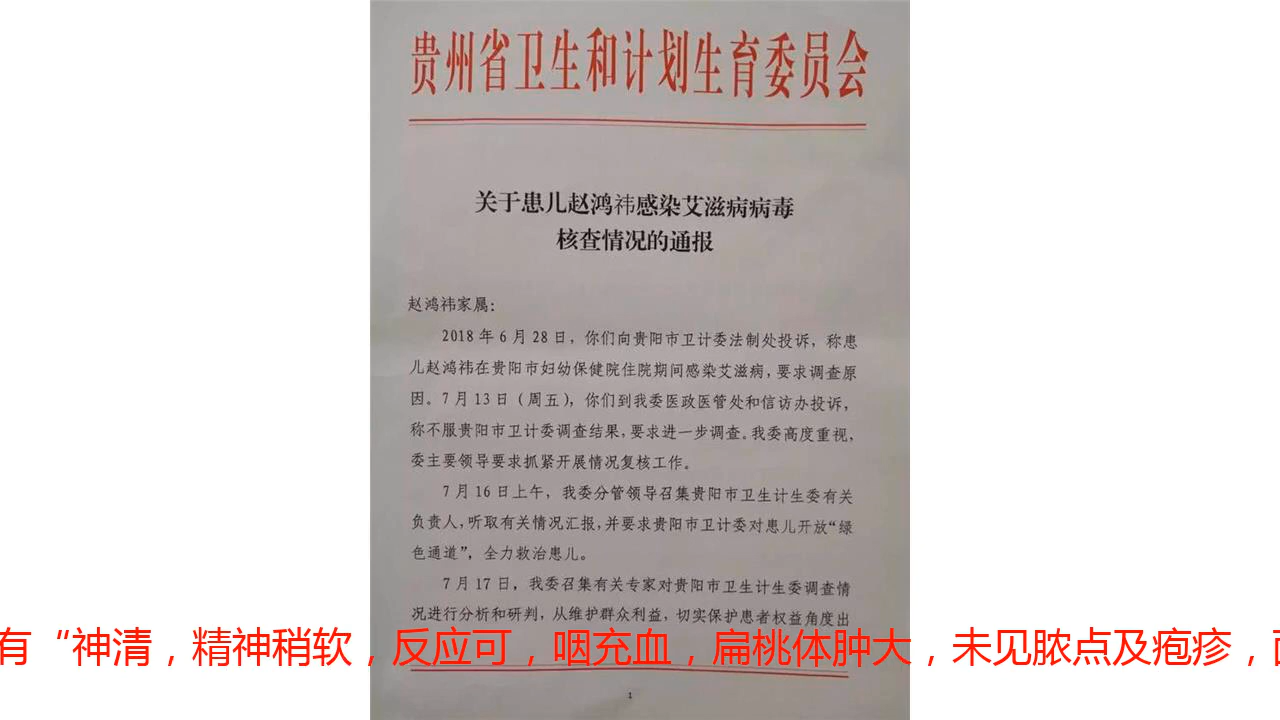 贵州省卫生和计划生育委员会
关于患儿赵鸿祎感染艾滋病病毒
核查情况的通报
赵鸿祎家属：
2018年6月28日，你们向贵阳市卫计委法制处投诉，称患
儿赵鸿祎在贵阳市妇幼保健院住院期间感染艾滋病，要求调查原
因。7月13日（周五），你们到我委医政医管处和信访办投诉，
称不服贵阳市卫计委调查结果，要求进一步调查。我委高度重视，
委主要领导要求抓紧开展情况复核工作。
7月16日上午，我委分管领导召集贵阳市卫生计生委有关
负责人，听取有关情况汇报，并要求贵阳市卫计委对患儿开放“绿
色通道”，全力救治患儿。
7月17日，我委召集有关专家对贵阳市卫生计生委调查情
况进行分析和研判，从维护群众利益，切实保护患者权益角度出
有“神清，精神稍软，反应可，咽充血，扁桃体肿大，未见脓点及疱疹，
1